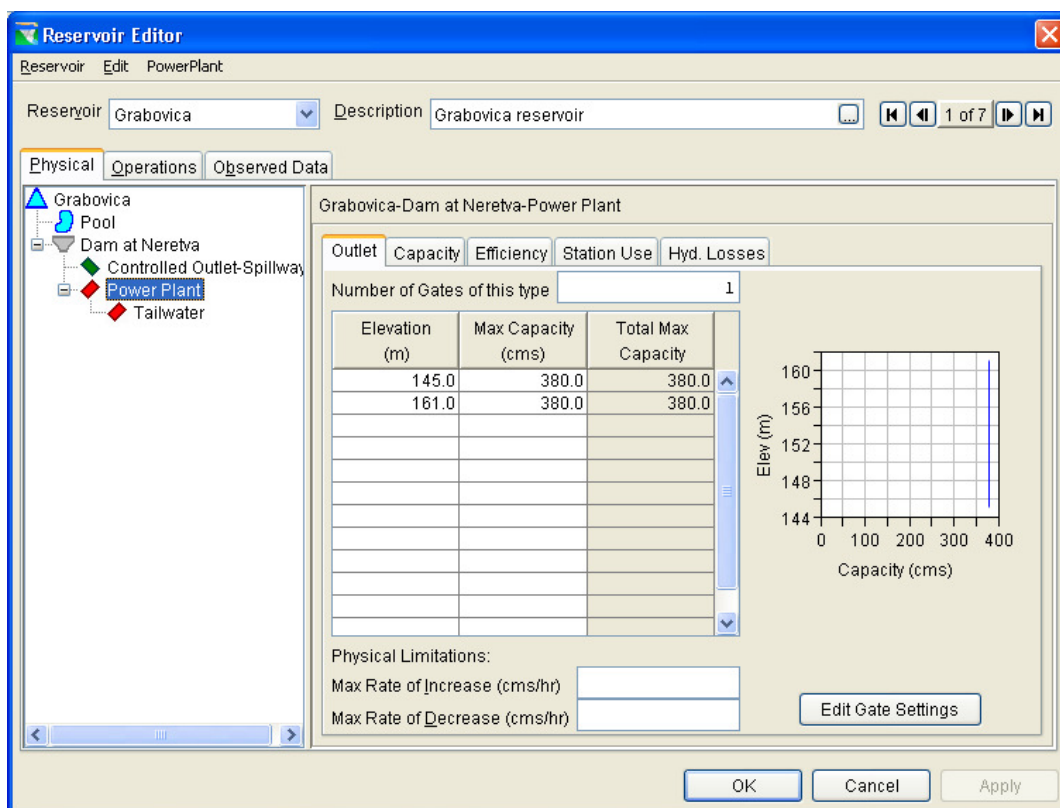 Reservoir Editor
Reservoir Edit PowerPlant
Reservoir Grabovica Description Grabovica reservoir ... 1 of 7
Physical Operations Observed Data
Grabovica
Pool
Dam at Neretva
Controlled Outlet-Spillway
Power Plant
Tailwater
Grabovica-Dam at Neretva-Power Plant
Outlet Capacity Efficiency Station Use Hyd. Losses
Number of Gates of this type 1
Elevation Max Capacity Total Max
(m) (cms) Capacity
145.0 380.0 380.0
161.0 380.0 380.0
160
156
152
148
144
Elev (m)
0 100 200 300 400
Capacity (cms)
Physical Limitations:
Max Rate of Increase (cms/hr)
Max Rate of Decrease (cms/hr)
Edit Gate Settings
OK Cancel Apply